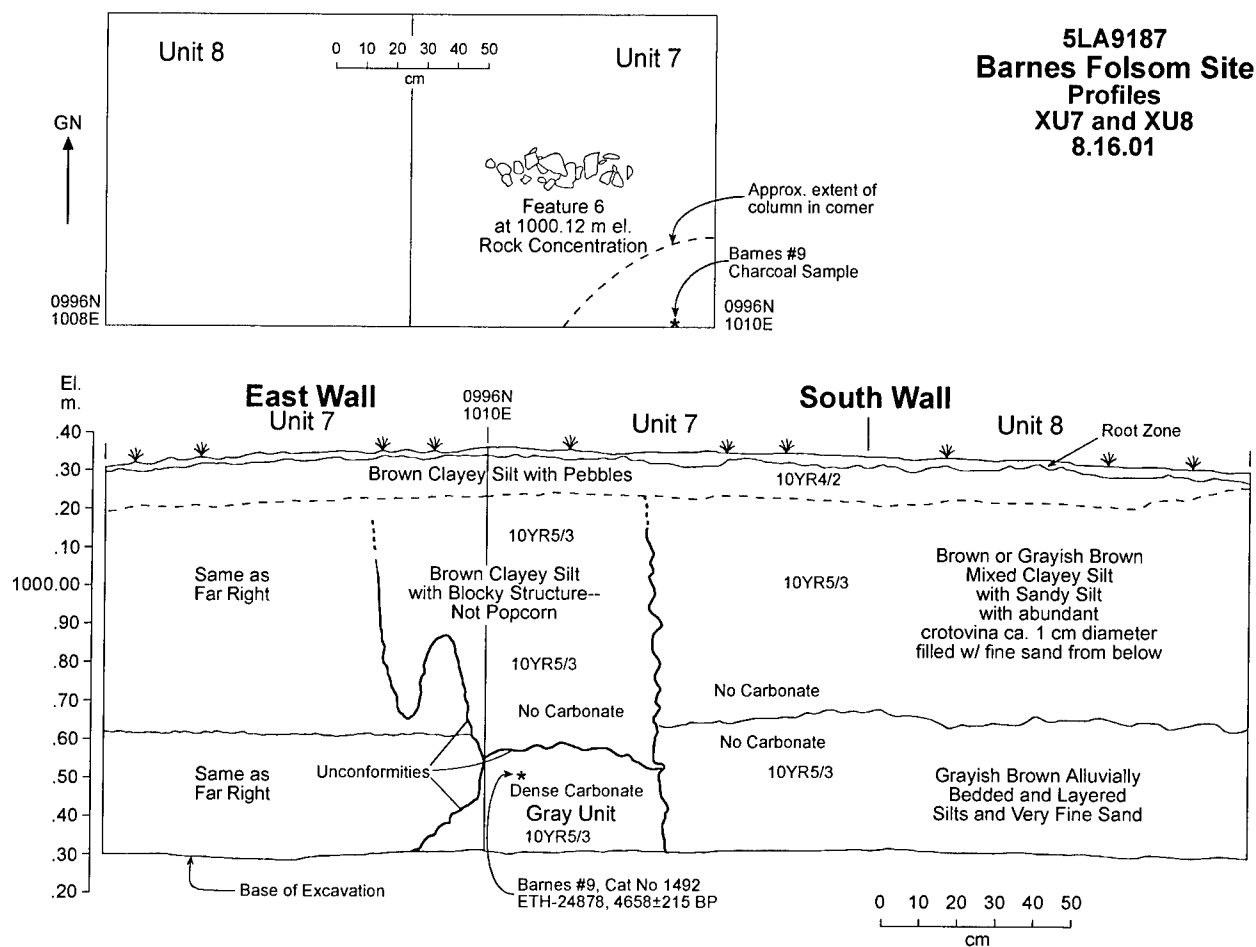 5LA9187
Barnes Folsom Site
Profiles
XU7 and XU8
8.16.01
Unit 8
0 10 20 30 40 50
cm
Unit 7
GN
Feature 6
at 1000.12 m el.
Rock Concentration
Approx. extent of
column in corner
Barnes #9
Charcoal Sample
0996N
1008E
0996N
1010E
El.
m.
East Wall
Unit 7
0996N
1010E
Unit 7
South Wall
Unit 8
Root Zone
.40
.30
.20
.10
1000.00
.90
.80
.70
.60
.50
.40
.30
.20
Brown Clayey Silt with Pebbles
10YR4/2
Same as
Far Right
10YR5/3
Brown Clayey Silt
with Blocky Structure--
Not Popcorn
10YR5/3
No Carbonate
10YR5/3
No Carbonate
Brown or Grayish Brown
Mixed Clayey Silt
with Sandy Silt
with abundant
crotovina ca. 1 cm diameter
filled w/ fine sand from below
Same as
Far Right
Unconformities
*
Dense Carbonate
Gray Unit
10YR5/3
No Carbonate
10YR5/3
Grayish Brown Alluvially
Bedded and Layered
Silts and Very Fine Sand
Base of Excavation
Barnes #9, Cat No 1492
ETH-24878, 4658±215 BP
0 10 20 30 40 50
cm